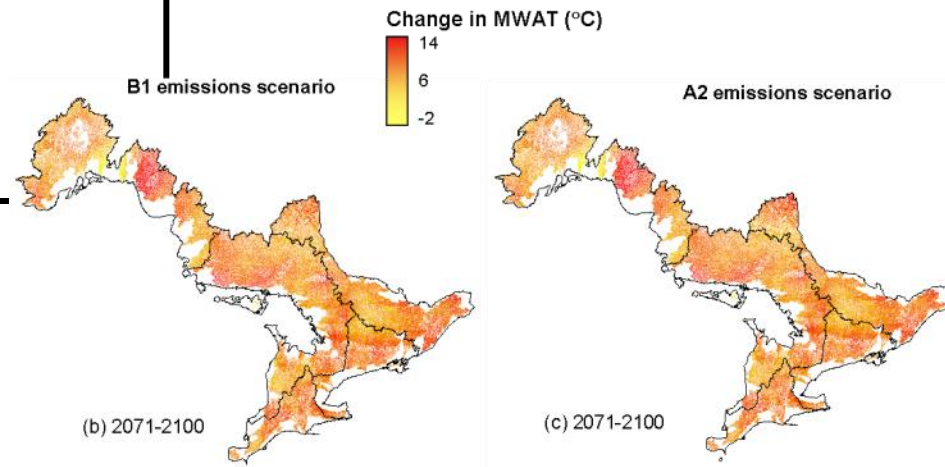 Change in MWAT (°C)
14
6
-2
B1 emissions scenario
A2 emissions scenario
(b) 2071-2100
(c) 2071-2100